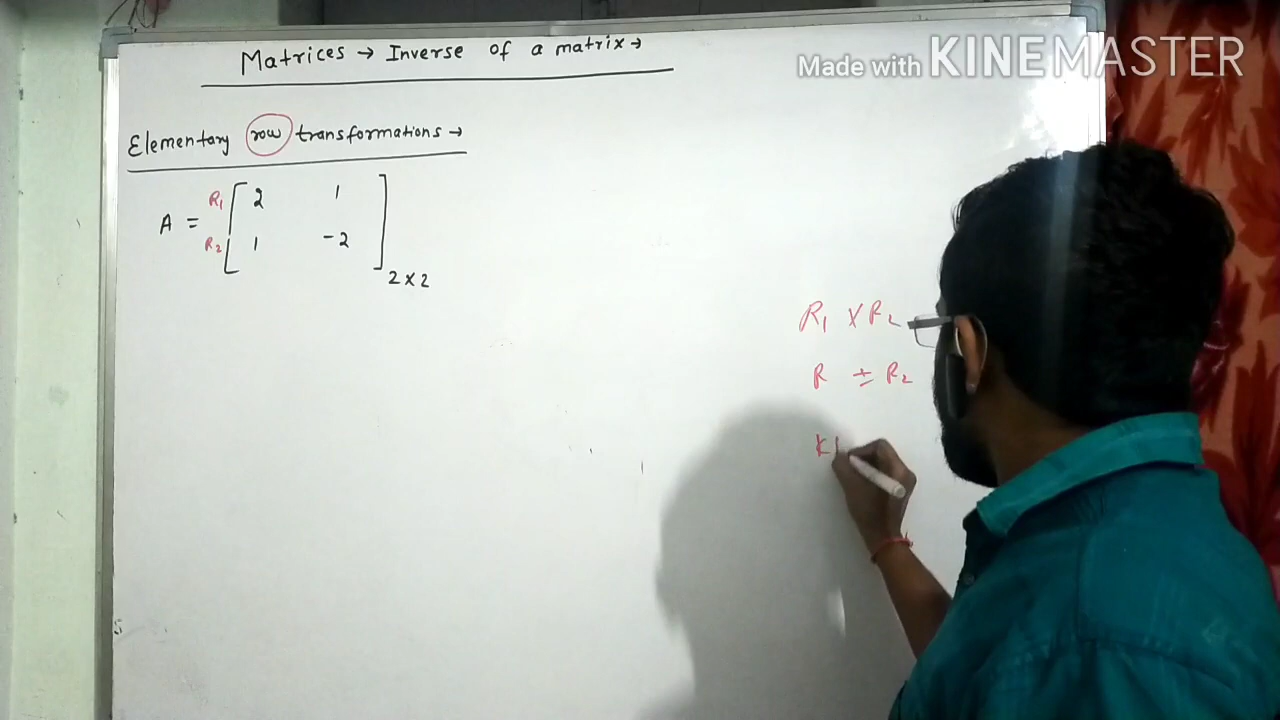 Matrices → Inverse of a matrix →
Made with KINEMASTER
Elementary row transformations →
R1 2 1
A =
R2 1 -2
2 x 2
R1 x R2
R ± R2
K